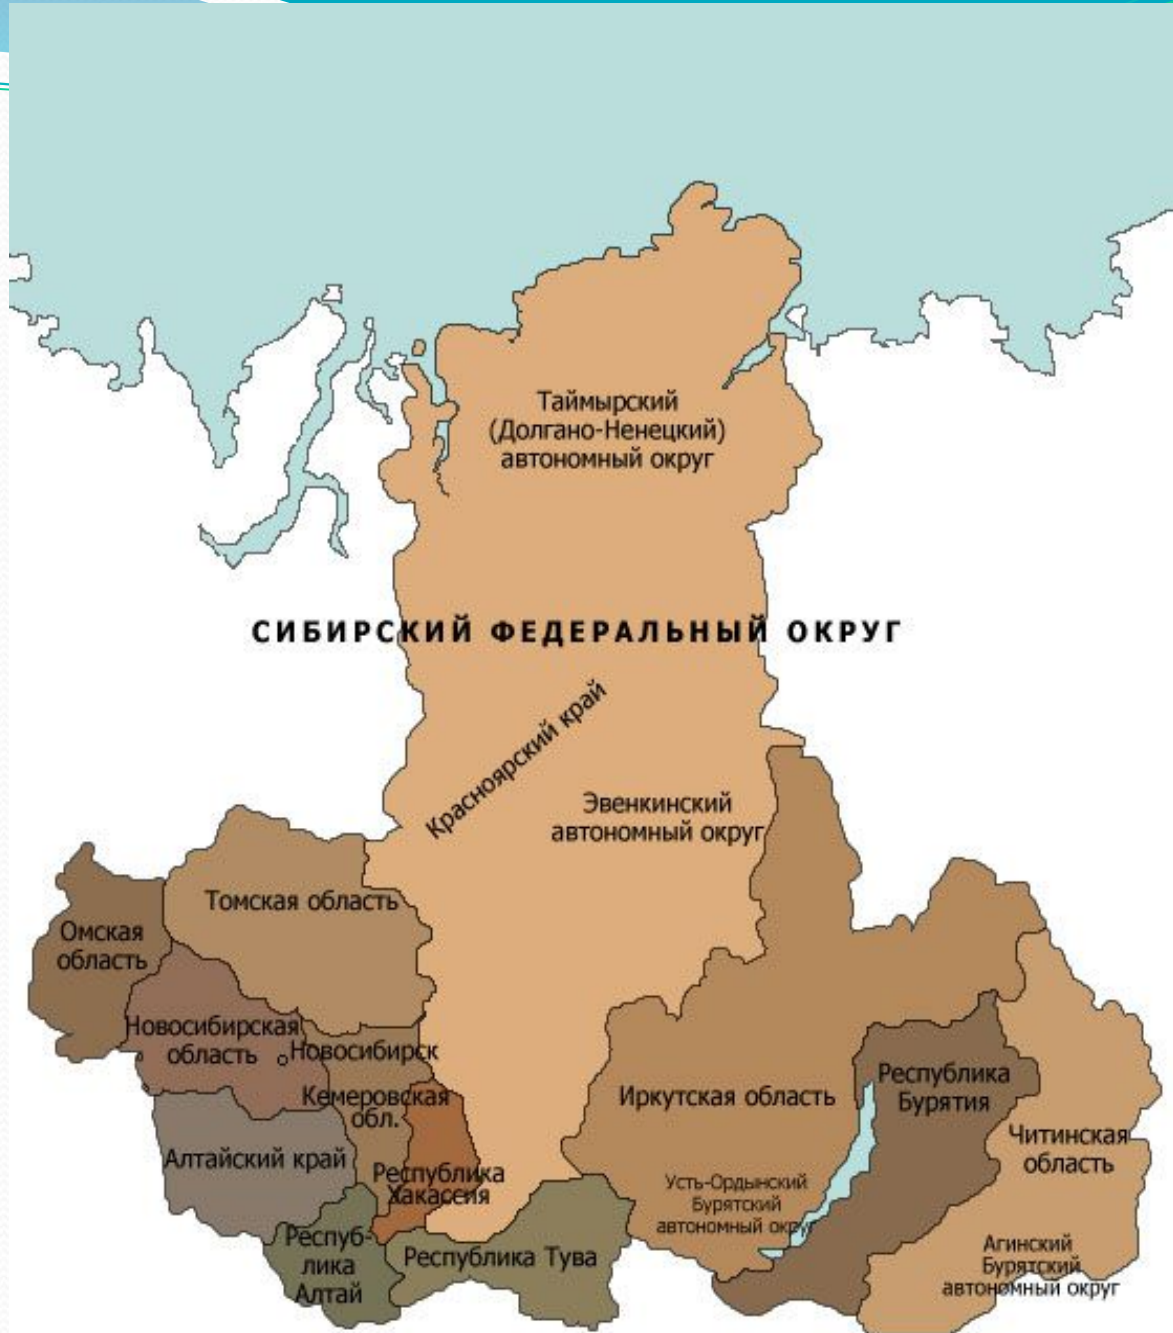 Таймырский
(Долгано-Ненецкий)
автономный округ
СИБИРСКИЙ ФЕДЕРАЛЬНЫЙ ОКРУГ
Красноярский край
Эвенкинский
автономный округ
Томская область
Омская
область
Новосибирская
область
Новосибирск
Кемеровская
обл.
Алтайский край
Республика
Хакассия
Респуб-
лика
Алтай
Республика Тува
Иркутская область
Усть-Ордынский
Бурятский
автономный округ
Республика
Бурятия
Читинская
область
Агинский
Бурятский
автономный округ